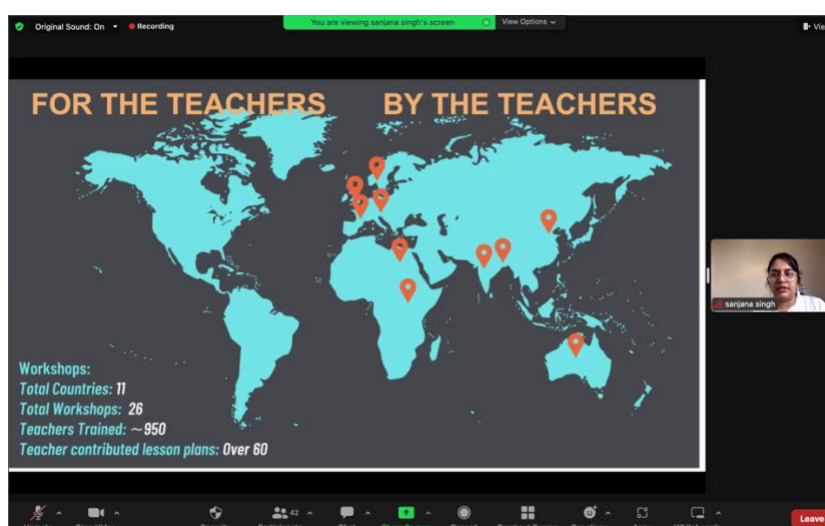 Original Sound: On
Recording
You are viewing sanjana singh's screen
View Options
FOR THE TEACHERS BY THE TEACHERS
sanjana singh
Workshops:
Total Countries: 11
Total Workshops: 26
Teachers Trained: ~950
Teacher contributed lesson plans: Over 60
42
Leave